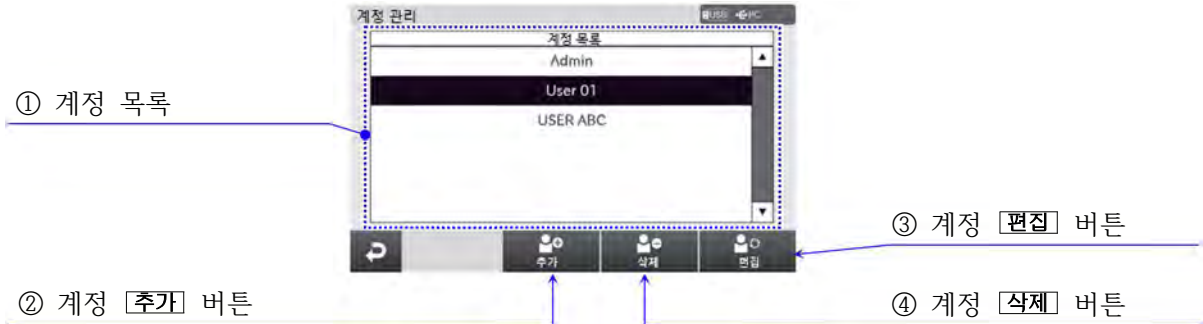 계정 관리
USB PC
계정 목록
Admin
User 01
USER ABC
① 계정 목록
③ 계정 편집 버튼
추가
삭제
편집
② 계정 추가 버튼
④ 계정 삭제 버튼